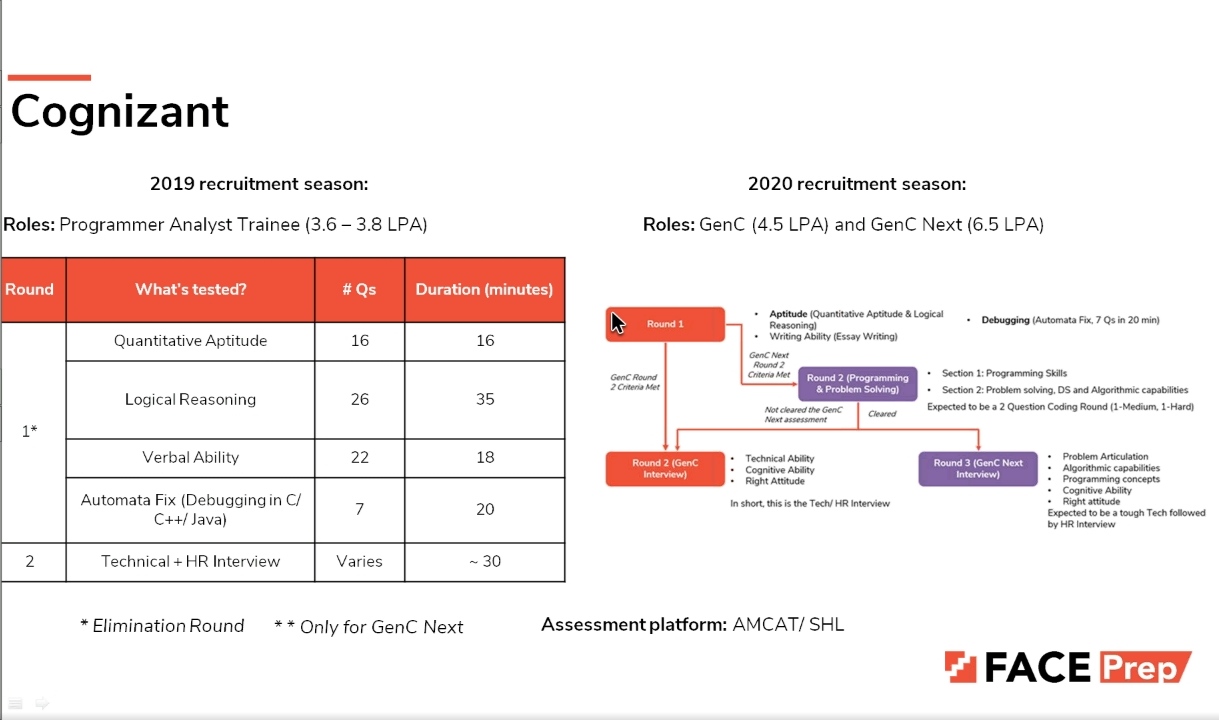 Cognizant
2019 recruitment season:
Roles: Programmer Analyst Trainee (3.6 – 3.8 LPA)
Round What's tested? # Qs Duration (minutes)
1*
Quantitative Aptitude 16 16
Logical Reasoning 26 35
Verbal Ability 22 18
Automata Fix (Debugging in C/
C++/ Java) 7 20
2 Technical + HR Interview Varies ~ 30
* Elimination Round * * Only for GenC Next
2020 recruitment season:
Roles: GenC (4.5 LPA) and GenC Next (6.5 LPA)
Round 1
• Aptitude (Quantitative Aptitude & Logical
Reasoning)
• Writing Ability (Essay Writing)
• Debugging (Automata Fix, 7 Qs in 20 min)
GenC Round
2 Criteria Met
GenC Next
Round 2
Criteria Met
Round 2 (Programming
& Problem Solving)
• Section 1: Programming Skills
• Section 2: Problem solving, DS and Algorithmic capabilities
Expected to be a 2 Question Coding Round (1-Medium, 1-Hard)
Not cleared the GenC
Next assessment
Cleared
Round 2 (GenC
Interview)
• Technical Ability
• Cognitive Ability
• Right Attitude
In short, this is the Tech/ HR Interview
Round 3 (GenC Next
Interview)
• Problem Articulation
• Algorithmic capabilities
• Programming concepts
• Cognitive Ability
• Right attitude
Expected to be a tough Tech followed
by HR Interview
Assessment platform: AMCAT/ SHL
FACE Prep